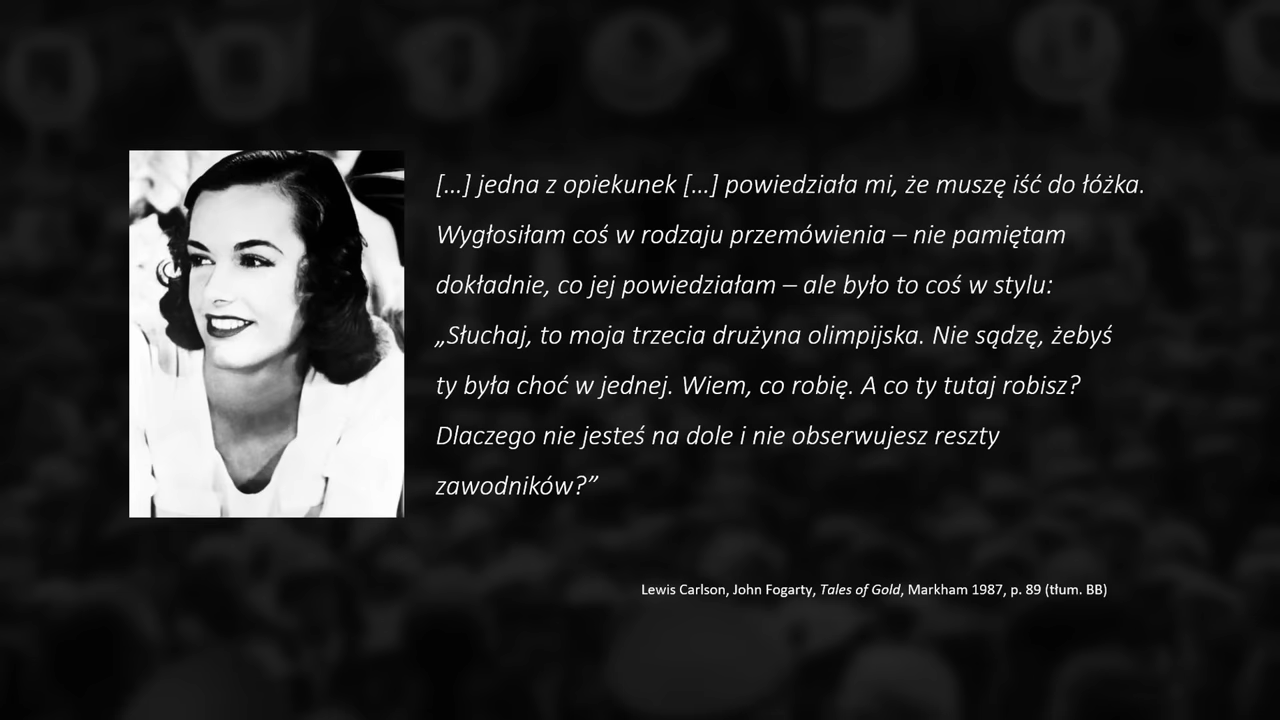 [...] jedna z opiekunek [...] powiedziała mi, że muszę iść do łóżka.
Wygłosiłam coś w rodzaju przemówienia – nie pamiętam
dokładnie, co jej powiedziałam – ale było to coś w stylu:
„Słuchaj, to moja trzecia drużyna olimpijska. Nie sądzę, żebyś
ty była choć w jednej. Wiem, co robię. A co ty tutaj robisz?
Dlaczego nie jesteś na dole i nie obserwujesz reszty
zawodników?”
Lewis Carlson, John Fogarty, Tales of Gold, Markham 1987, p. 89 (tłum. BB)